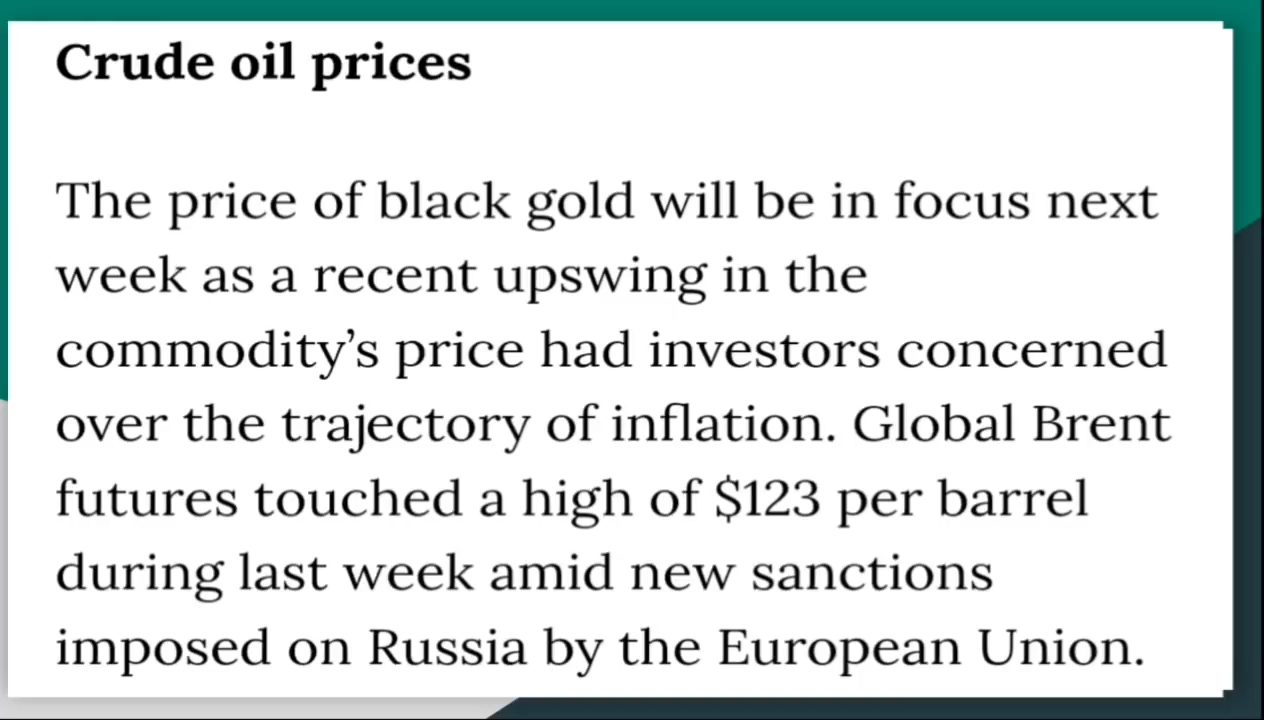 Crude oil prices
The price of black gold will be in focus next
week as a recent upswing in the
commodity’s price had investors concerned
over the trajectory of inflation. Global Brent
futures touched a high of $123 per barrel
during last week amid new sanctions
imposed on Russia by the European Union.